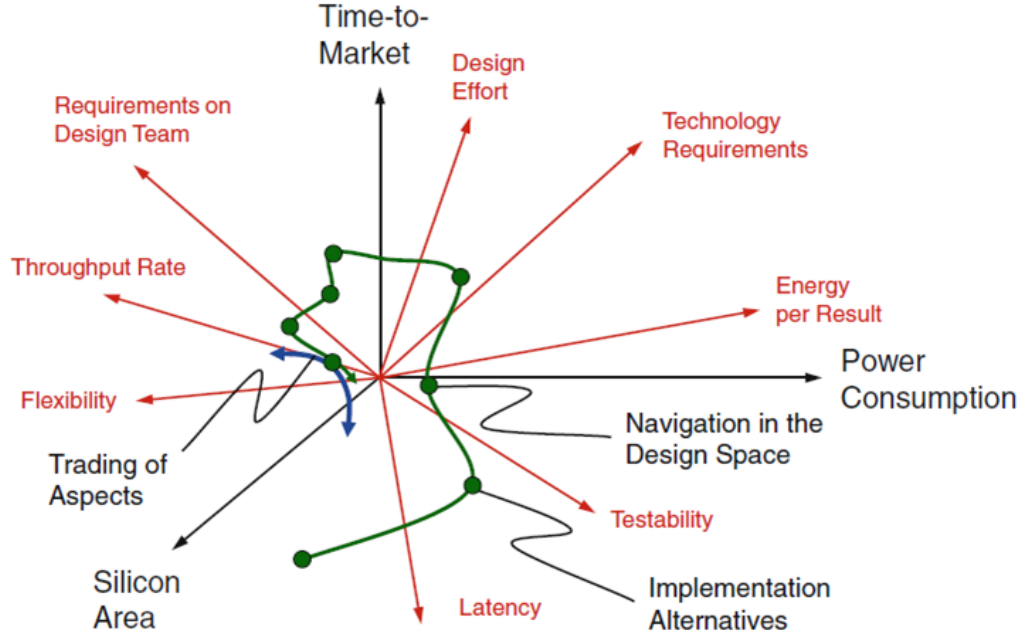 Time-to-
Market
Design
Effort
Requirements on
Design Team
Technology
Requirements
Throughput Rate
Energy
per Result
Power
Consumption
Flexibility
Navigation in the
Design Space
Trading of
Aspects
Testability
Silicon
Area
Latency
Implementation
Alternatives